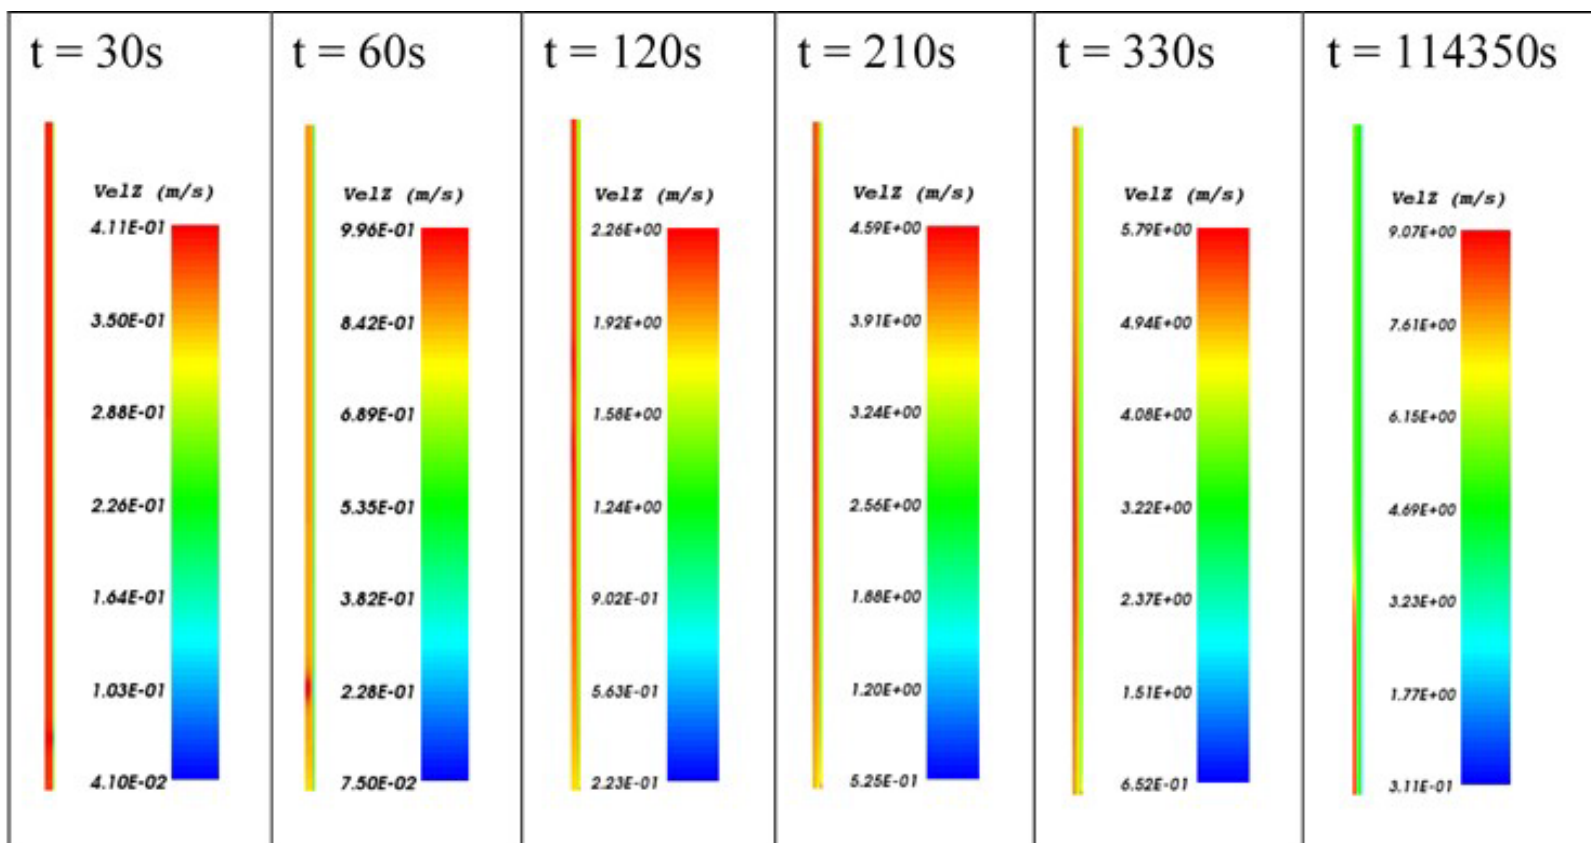 t = 30s
VelZ (m/s)
4.11E-01
3.50E-01
2.88E-01
2.26E-01
1.64E-01
1.03E-01
4.10E-02
t = 60s
VelZ (m/s)
9.96E-01
8.42E-01
6.89E-01
5.35E-01
3.82E-01
2.28E-01
7.50E-02
t = 120s
VelZ (m/s)
2.26E+00
1.92E+00
1.58E+00
1.24E+00
9.02E-01
5.63E-01
2.23E-01
t = 210s
VelZ (m/s)
4.59E+00
3.91E+00
3.24E+00
2.56E+00
1.88E+00
1.20E+00
5.25E-01
t = 330s
VelZ (m/s)
5.79E+00
4.94E+00
4.08E+00
3.22E+00
2.37E+00
1.51E+00
6.52E-01
t = 114350s
VelZ (m/s)
9.07E+00
7.61E+00
6.15E+00
4.69E+00
3.23E+00
1.77E+00
3.11E-01